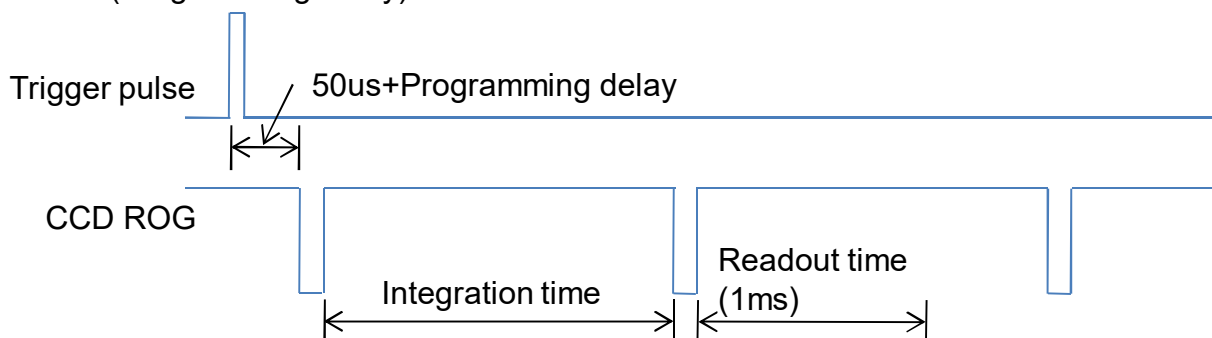 Trigger pulse
50us+Programming delay
CCD ROG
Integration time
Readout time
(1ms)